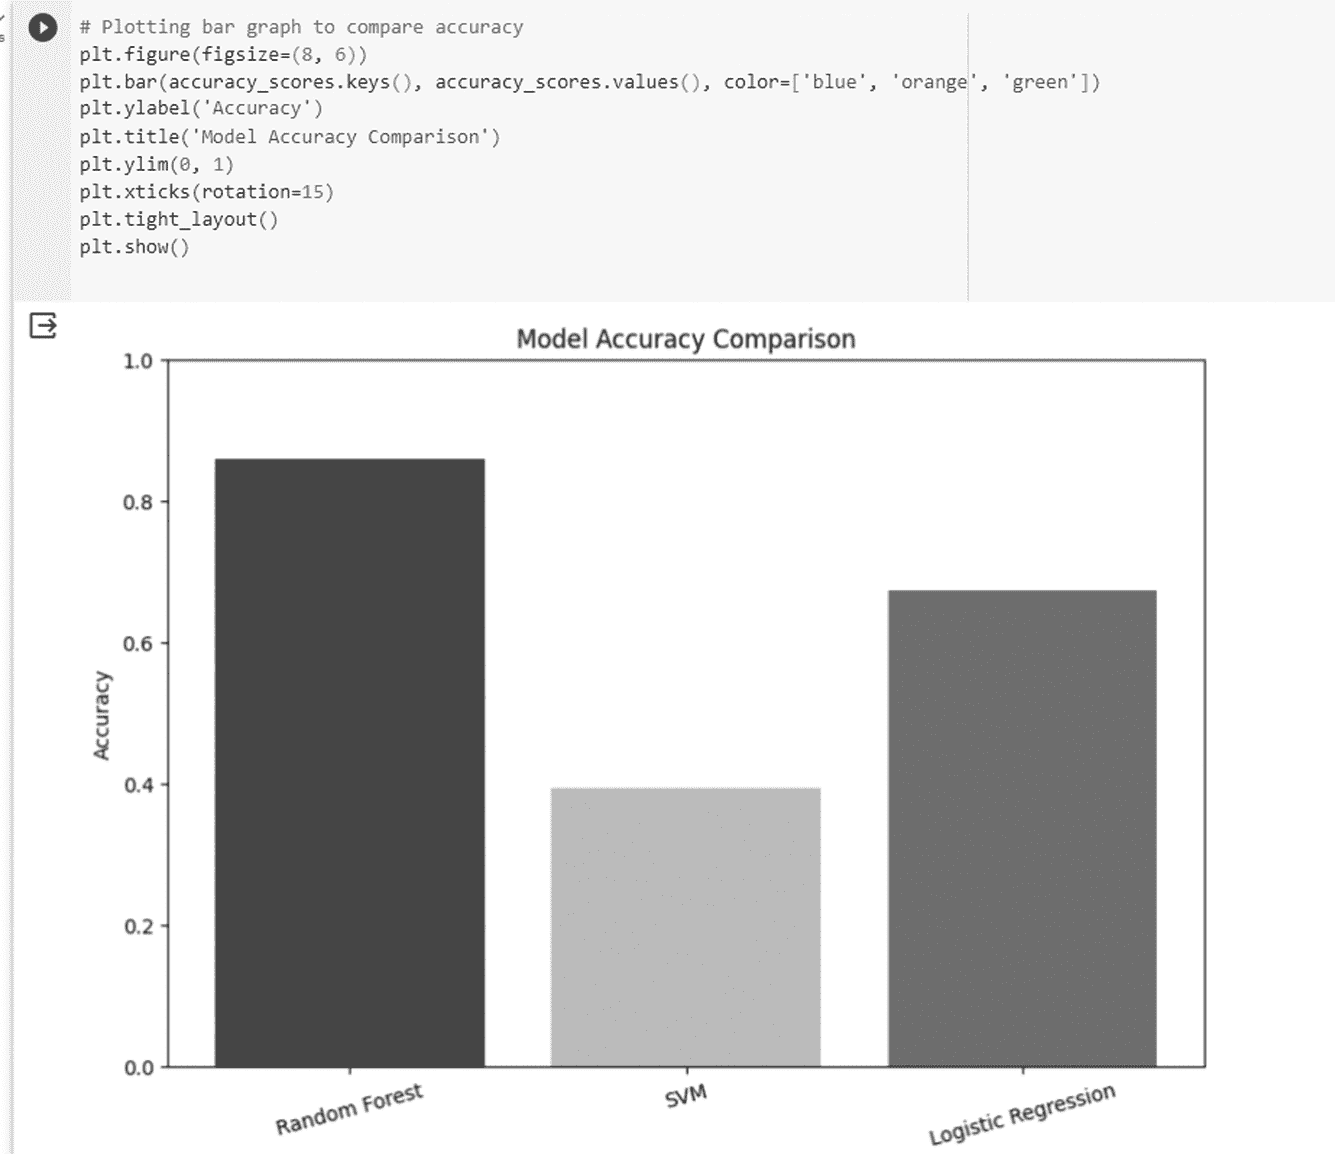 # Plotting bar graph to compare accuracy
plt.figure(figsize=(8, 6))
plt.bar(accuracy_scores.keys(), accuracy_scores.values(), color=['blue', 'orange', 'green'])
plt.ylabel('Accuracy')
plt.title('Model Accuracy Comparison')
plt.ylim(0, 1)
plt.xticks(rotation=15)
plt.tight_layout()
plt.show()
Model Accuracy Comparison
1.0
0.8
0.6
0.4
0.2
0.0
Accuracy
Random Forest
SVM
Logistic Regression